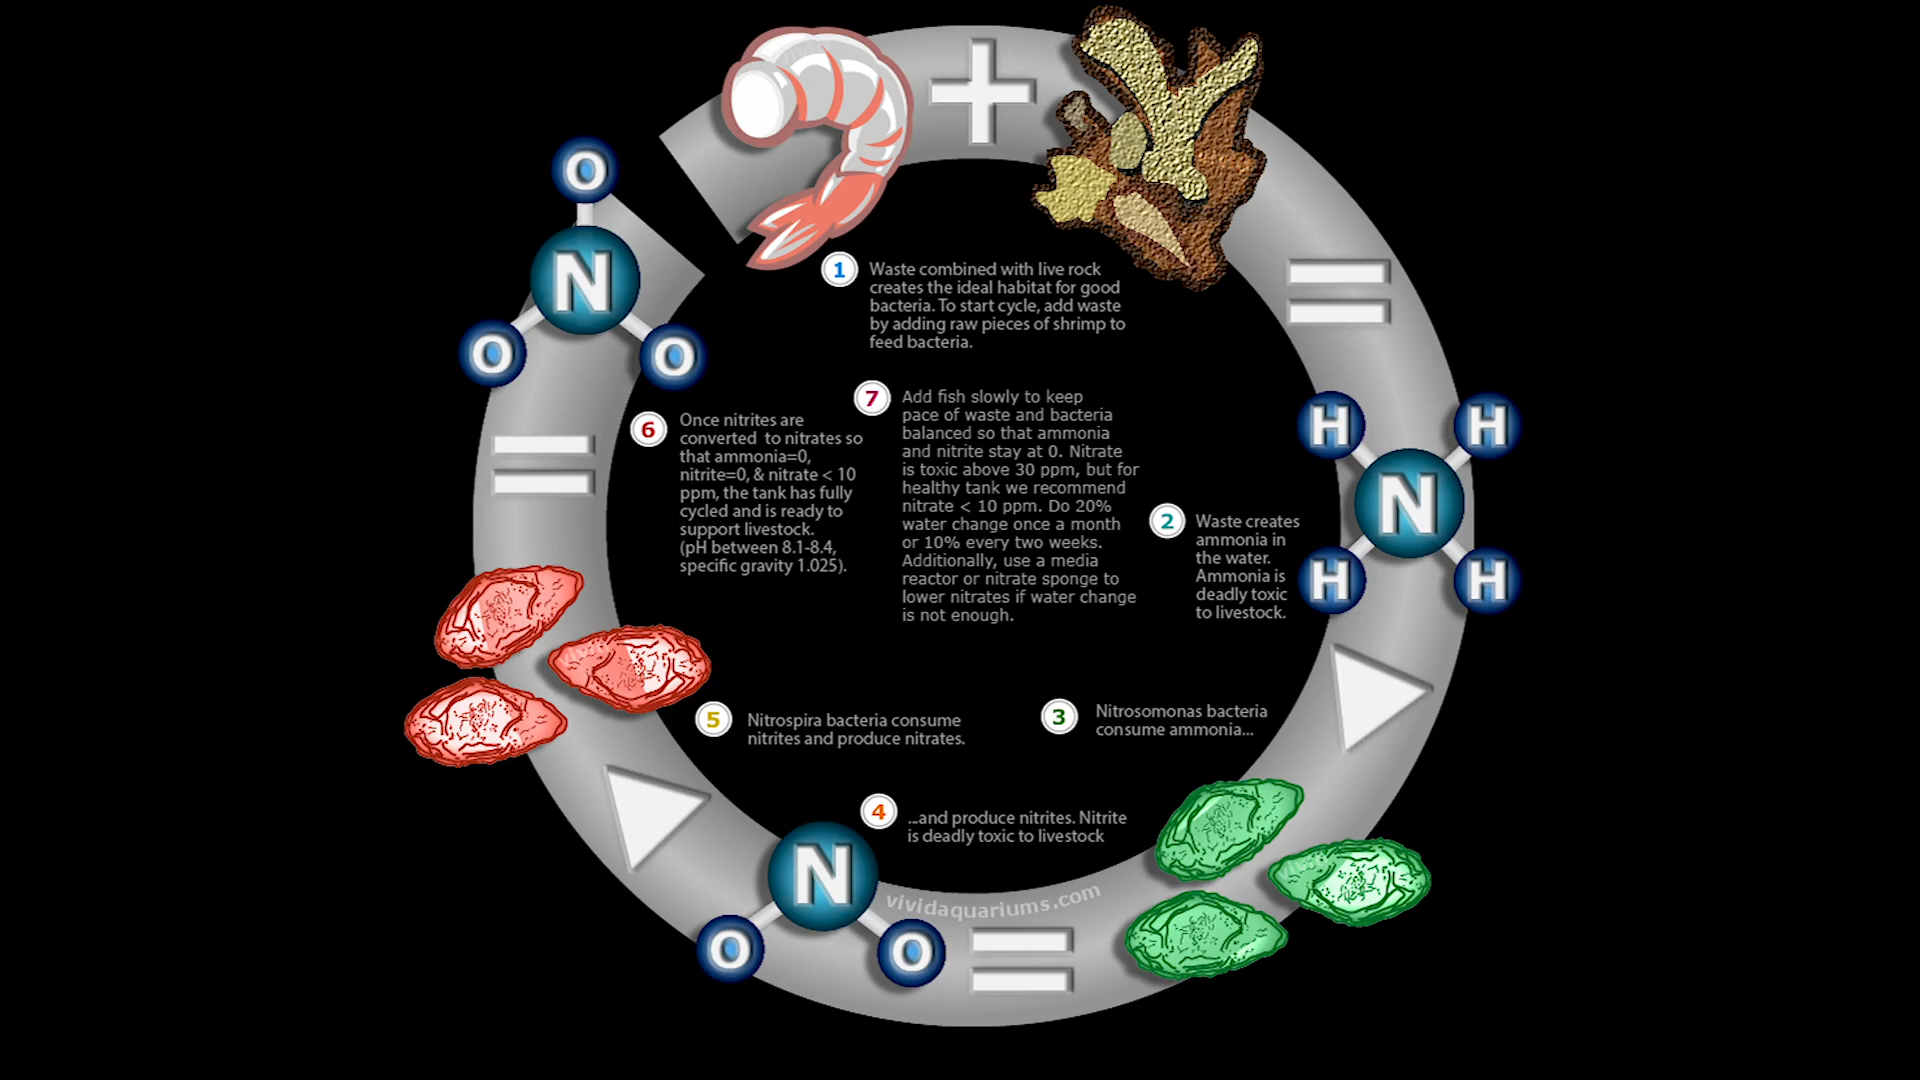 1
Waste combined with live rock
creates the ideal habitat for good
bacteria. To start cycle, add waste
by adding raw pieces of shrimp to
feed bacteria.
O
N
O O
6
Once nitrites are
converted to nitrates so
that ammonia=0,
nitrite=0, & nitrate < 10
ppm, the tank has fully
cycled and is ready to
support livestock.
(pH between 8.1-8.4,
specific gravity 1.025).
7
Add fish slowly to keep
pace of waste and bacteria
balanced so that ammonia
and nitrite stay at 0. Nitrate
is toxic above 30 ppm, but for
healthy tank we recommend
nitrate < 10 ppm. Do 20%
water change once a month
or 10% every two weeks.
Additionally, use a media
reactor or nitrate sponge to
lower nitrates if water change
is not enough.
2
Waste creates
ammonia in
the water.
Ammonia is
deadly toxic
to livestock.
H H
N
H H
5
Nitrospira bacteria consume
nitrites and produce nitrates.
3
Nitrosomonas bacteria
consume ammonia...
4
...and produce nitrites. Nitrite
is deadly toxic to livestock
N
O O
vividaquariums.com